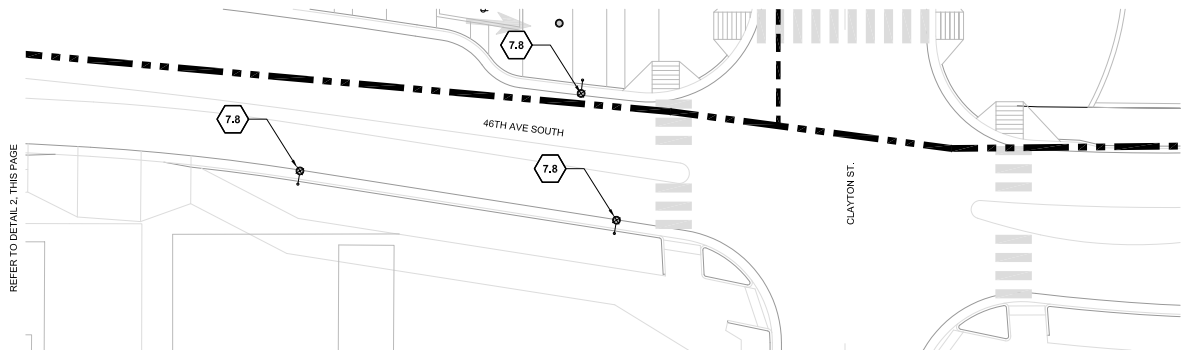 7.8
7.8
46TH AVE SOUTH
7.8
CLAYTON ST.
REFER TO DETAIL 2, THIS PAGE